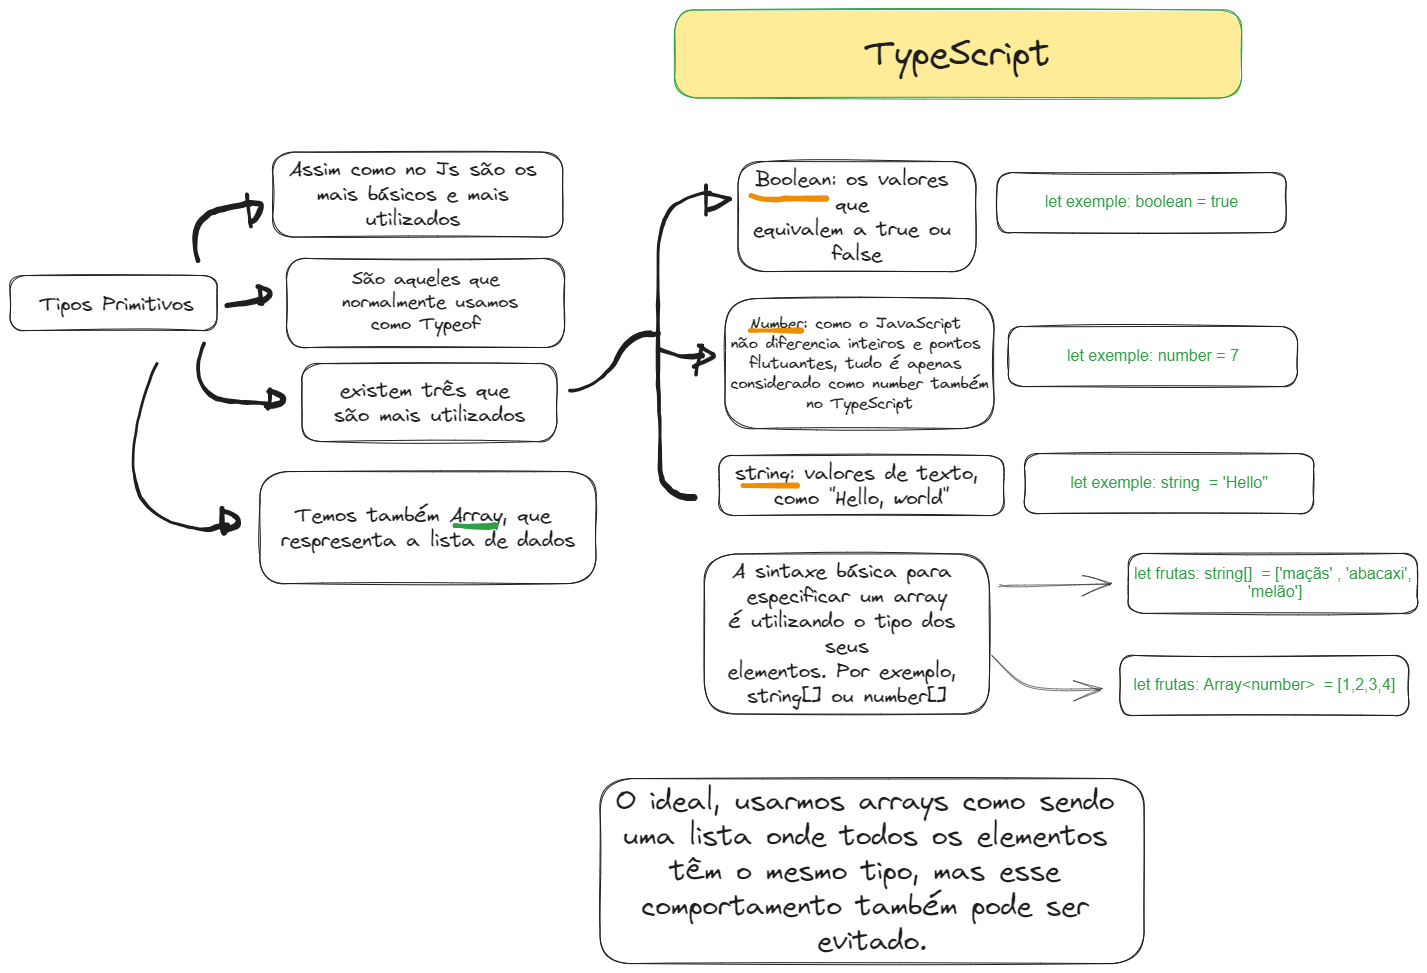 TypeScript
Assim como no Js são os
mais básicos e mais
utilizados
São aqueles que
normalmente usamos
como Typeof
Tipos Primitivos
existem três que
são mais utilizados
Temos também Array, que
respresenta a lista de dados
Boolean: os valores
que
equivalem a true ou
false
let exemple: boolean = true
Number: como o JavaScript
não diferencia inteiros e pontos
flutuantes, tudo é apenas
considerado como number também
no TypeScript
let exemple: number = 7
string: valores de texto,
como "Hello, world"
let exemple: string  = 'Hello"
A sintaxe básica para
especificar um array
é utilizando o tipo dos
seus
elementos. Por exemplo,
string[] ou number[]
let frutas: string[]  = ['maçãs' , 'abacaxi',
'melão']
let frutas: Array<number>  = [1,2,3,4]
O ideal, usarmos arrays como sendo
uma lista onde todos os elementos
têm o mesmo tipo, mas esse
comportamento também pode ser
evitado.